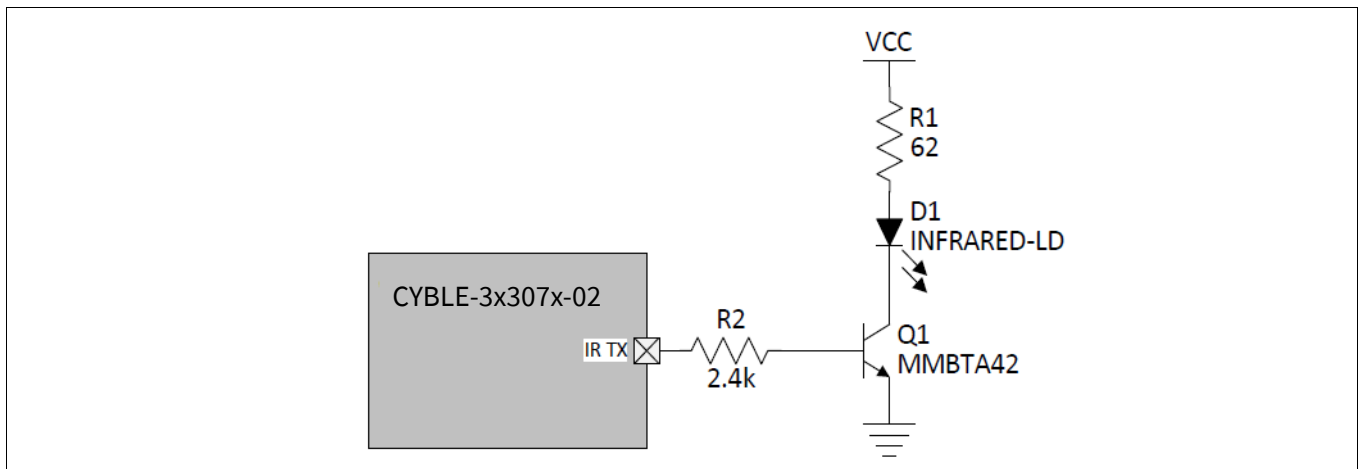 VCC
R1
62
D1
INFRARED-LD
CYBLE-3x307x-02
IR TX
R2
2.4k
Q1
MMBTA42